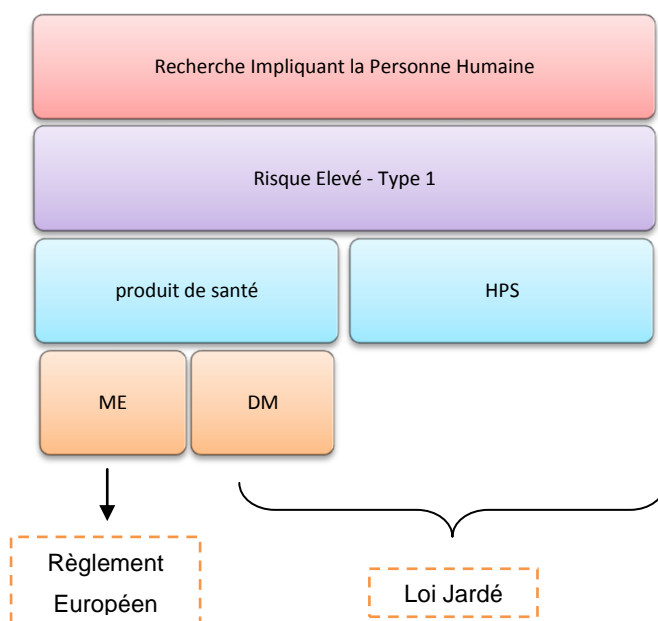 Recherche Impliquant la Personne Humaine
Risque Elevé - Type 1
produit de santé
HPS
ME
DM
Règlement
Européen
Loi Jardé